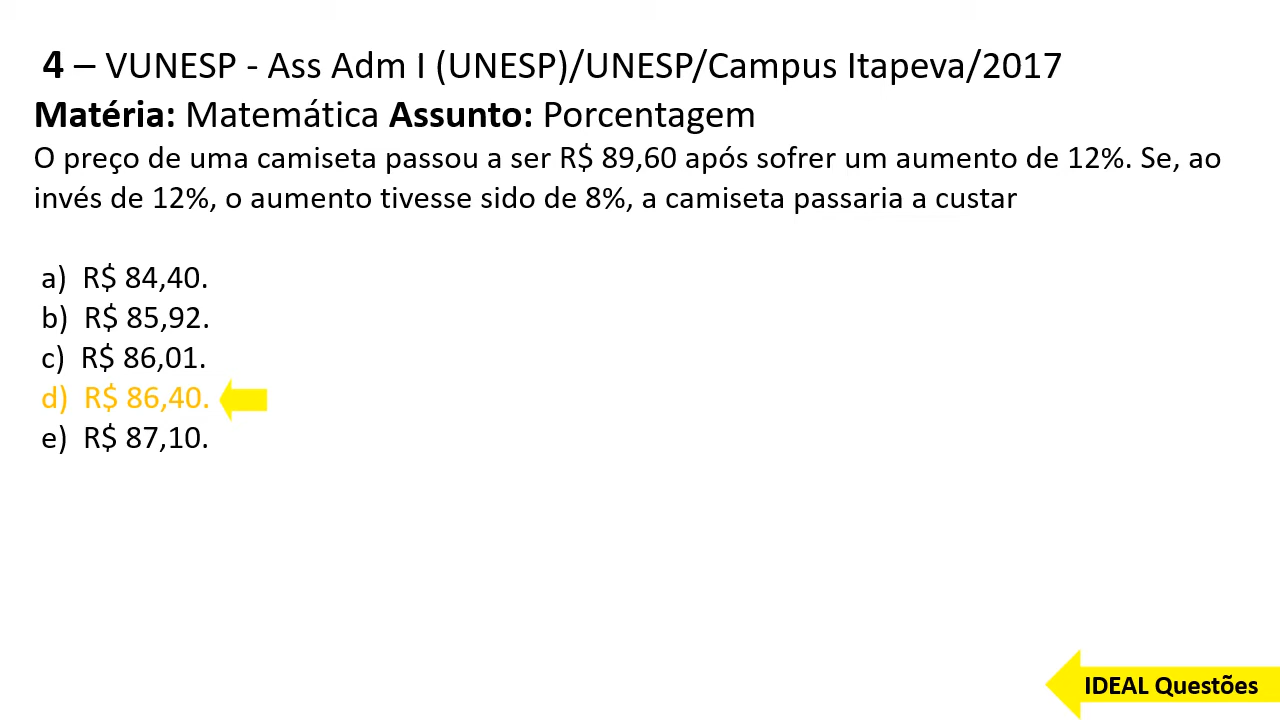 4 – VUNESP - Ass Adm I (UNESP)/UNESP/Campus Itapeva/2017
Matéria: Matemática Assunto: Porcentagem
O preço de uma camiseta passou a ser R$ 89,60 após sofrer um aumento de 12%. Se, ao
invés de 12%, o aumento tivesse sido de 8%, a camiseta passaria a custar
a) R$ 84,40.
b) R$ 85,92.
c) R$ 86,01.
d) R$ 86,40.
e) R$ 87,10.
IDEAL Questões